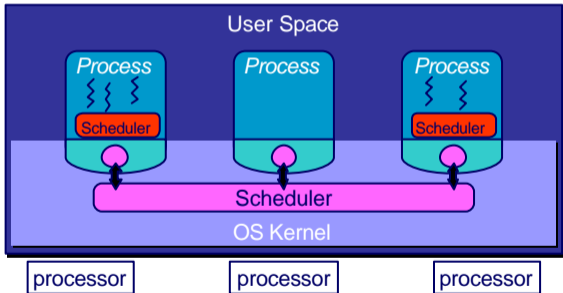 User Space
Process
Process
Process
Scheduler
Scheduler
Scheduler
OS Kernel
processor
processor
processor